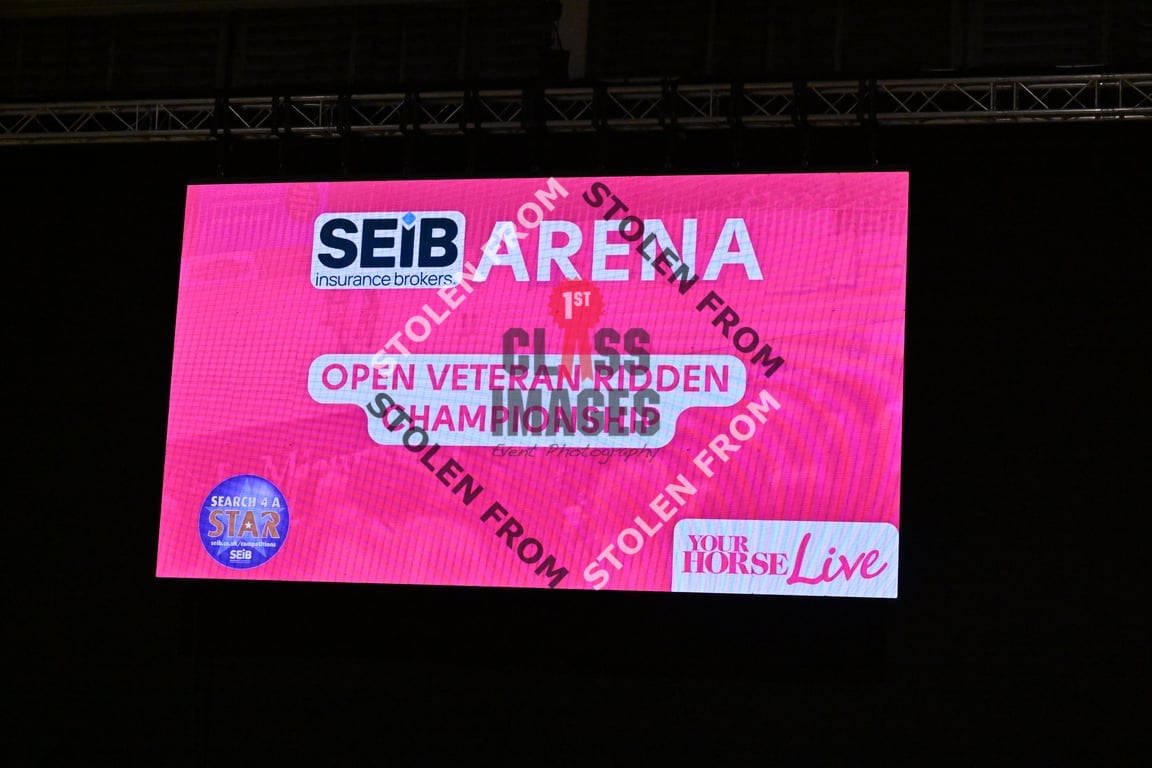 SEiB ARENA
insurance brokers.
STOLEN FROM
STOLEN FROM
1ST
CLASS
IMAGES
Event Photography
OPEN VETERAN RIDDEN
CHAMPIONSHIP
STOLEN FROM
STOLEN FROM
SEARCH 4 A
STAR
seib.co.uk/competitions
SEiB
YOUR
HORSE Live